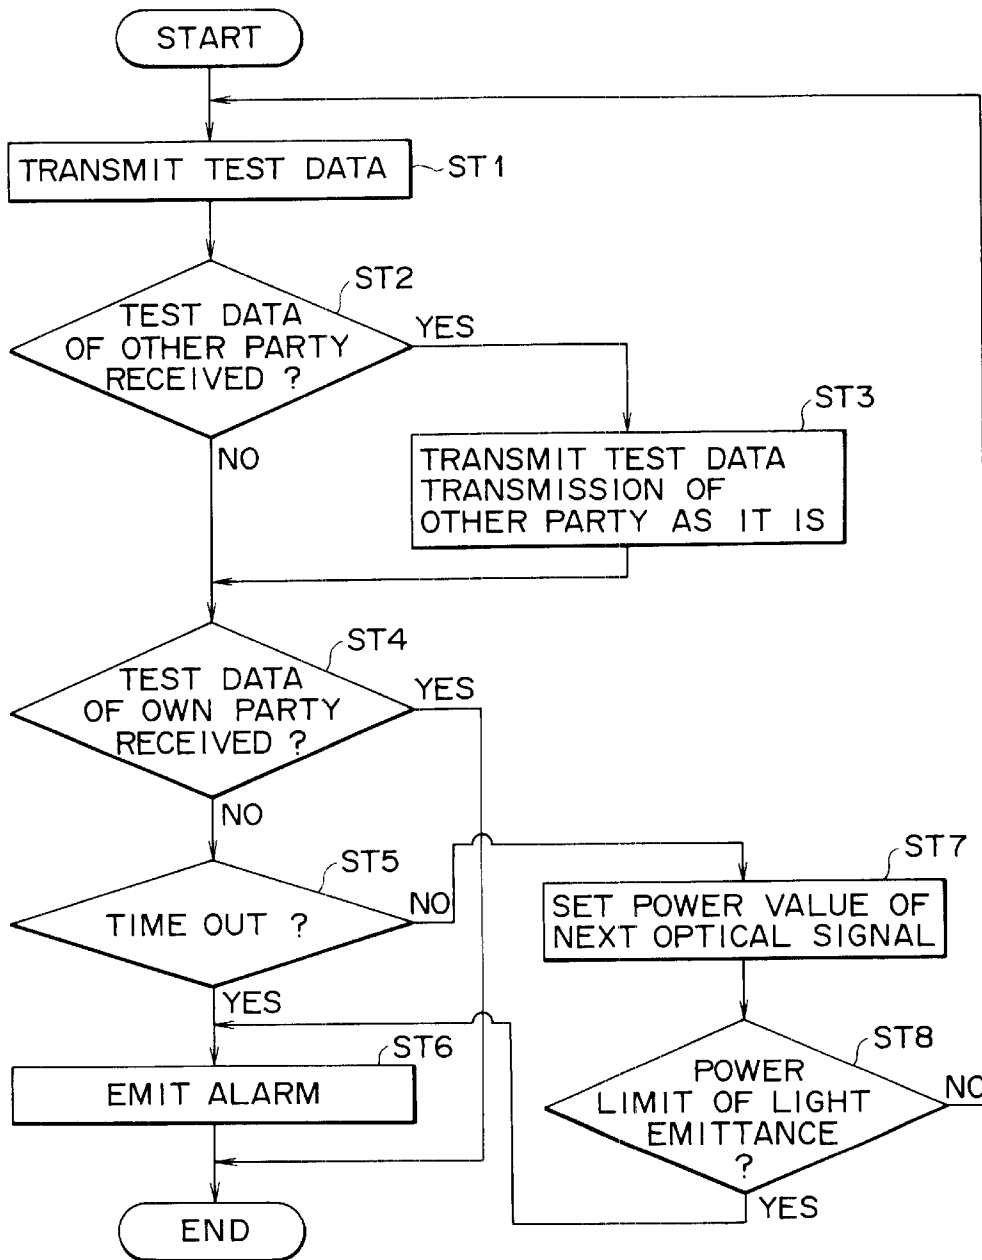 START
TRANSMIT TEST DATA
ST1
ST2
TEST DATA
OF OTHER PARTY
RECEIVED ?
YES
NO
ST3
TRANSMIT TEST DATA
TRANSMISSION OF
OTHER PARTY AS IT IS
ST4
TEST DATA
OF OWN PARTY
RECEIVED ?
YES
NO
ST5
TIME OUT ?
NO
YES
ST7
SET POWER VALUE OF
NEXT OPTICAL SIGNAL
ST6
EMIT ALARM
ST8
POWER
LIMIT OF LIGHT
EMITTANCE
?
NO
YES
END